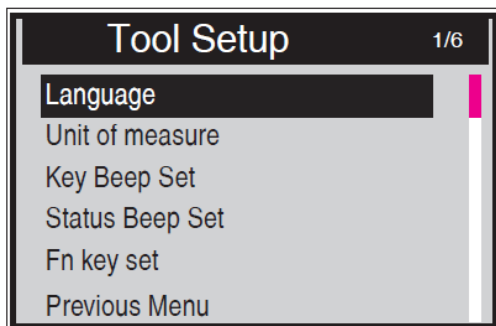 Tool Setup 1/6
Language
Unit of measure
Key Beep Set
Status Beep Set
Fn key set
Previous Menu